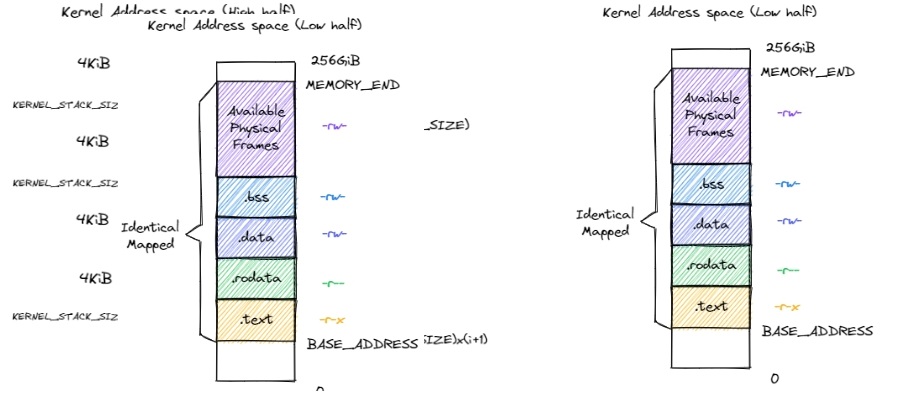 Kernel Address space (High half)
Kernel Address space (Low half)
4KiB
KERNEL_STACK_SIZ
4KiB
KERNEL_STACK_SIZ
4KiB
4KiB
KERNEL_STACK_SIZ
256GiB
MEMORY_END
Available
Physical
Frames
-rw-
_SIZE)
.bss
-rw-
Identical
Mapped
.data
-rw-
.rodata
-r--
.text
-r-x
BASE_ADDRESS
SIZE)x(i+1)
0
Kernel Address space (Low half)
256GiB
MEMORY_END
Available
Physical
Frames
-rw-
.bss
-rw-
Identical
Mapped
.data
-rw-
.rodata
-r--
.text
-r-x
BASE_ADDRESS
0